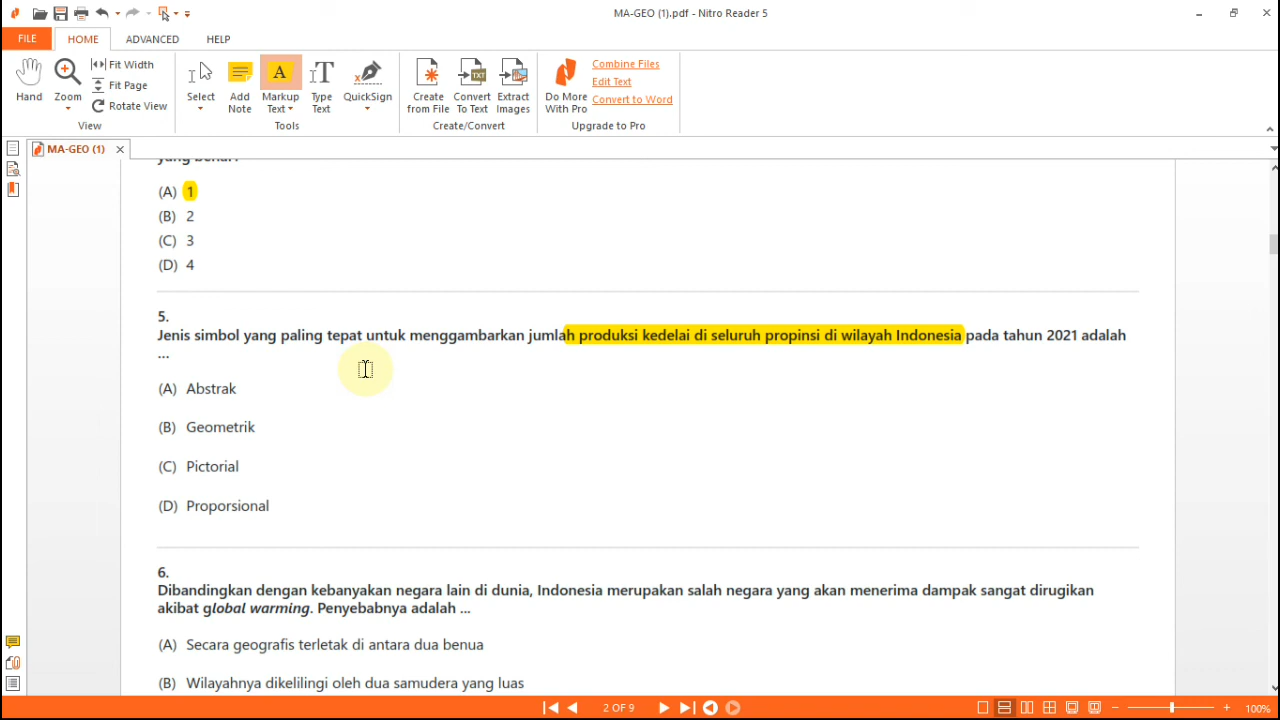 MA-GEO (1).pdf - Nitro Reader 5
FILE HOME ADVANCED HELP
Hand
Zoom
Fit Width
Fit Page
Rotate View
View
Select
Add Note
Markup Text
Type Text
QuickSign
Tools
Create from File
Convert To Text
Extract Images
Create/Convert
Do More With Pro
Combine Files
Edit Text
Convert to Word
Upgrade to Pro
MA-GEO (1)
yang benar?
(A) 1
(B) 2
(C) 3
(D) 4
5.
Jenis simbol yang paling tepat untuk menggambarkan jumlah produksi kedelai di seluruh propinsi di wilayah Indonesia pada tahun 2021 adalah
...
(A) Abstrak
(B) Geometrik
(C) Pictorial
(D) Proporsional
6.
Dibandingkan dengan kebanyakan negara lain di dunia, Indonesia merupakan salah negara yang akan menerima dampak sangat dirugikan
akibat global warming. Penyebabnya adalah ...
(A) Secara geografis terletak di antara dua benua
(B) Wilayahnya dikelilingi oleh dua samudera yang luas
2 OF 9
100%